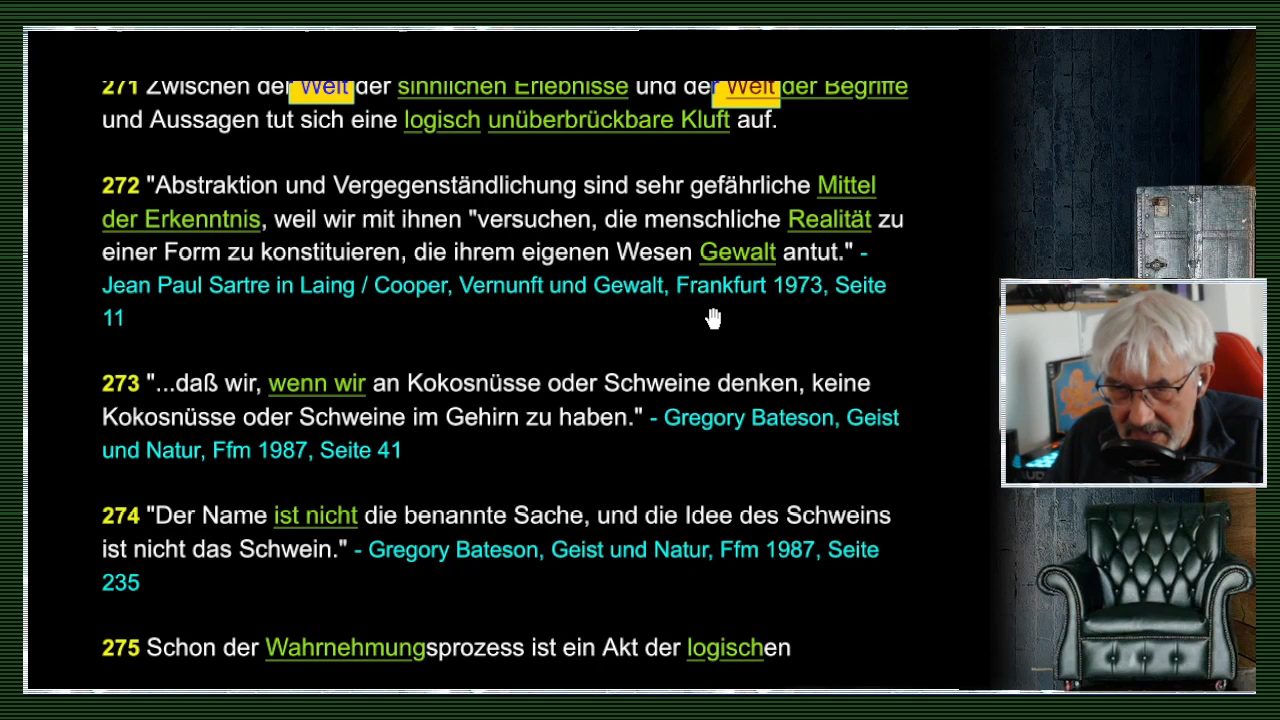 271 Zwischen der Welt der sinnlichen Erlebnisse und der Welt der Begriffe
und Aussagen tut sich eine logisch unüberbrückbare Kluft auf.
272 "Abstraktion und Vergegenständlichung sind sehr gefährliche Mittel
der Erkenntnis, weil wir mit ihnen "versuchen, die menschliche Realität zu
einer Form zu konstituieren, die ihrem eigenen Wesen Gewalt antut." -
Jean Paul Sartre in Laing / Cooper, Vernunft und Gewalt, Frankfurt 1973, Seite
11
273 "...daß wir, wenn wir an Kokosnüsse oder Schweine denken, keine
Kokosnüsse oder Schweine im Gehirn zu haben." - Gregory Bateson, Geist
und Natur, Ffm 1987, Seite 41
274 "Der Name ist nicht die benannte Sache, und die Idee des Schweins
ist nicht das Schwein." - Gregory Bateson, Geist und Natur, Ffm 1987, Seite
235
275 Schon der Wahrnehmungsprozess ist ein Akt der logischen